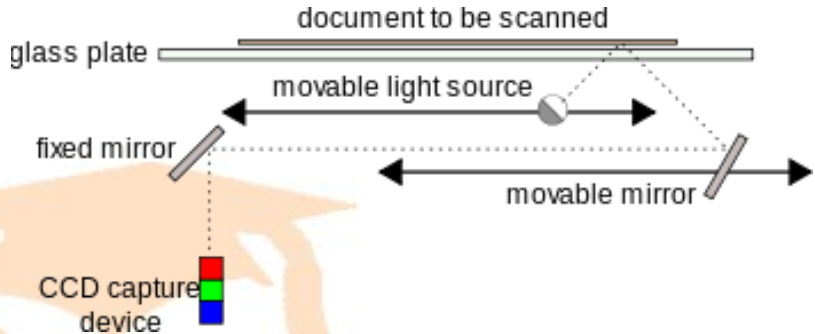 document to be scanned
glass plate
movable light source
fixed mirror
movable mirror
CCD capture
device